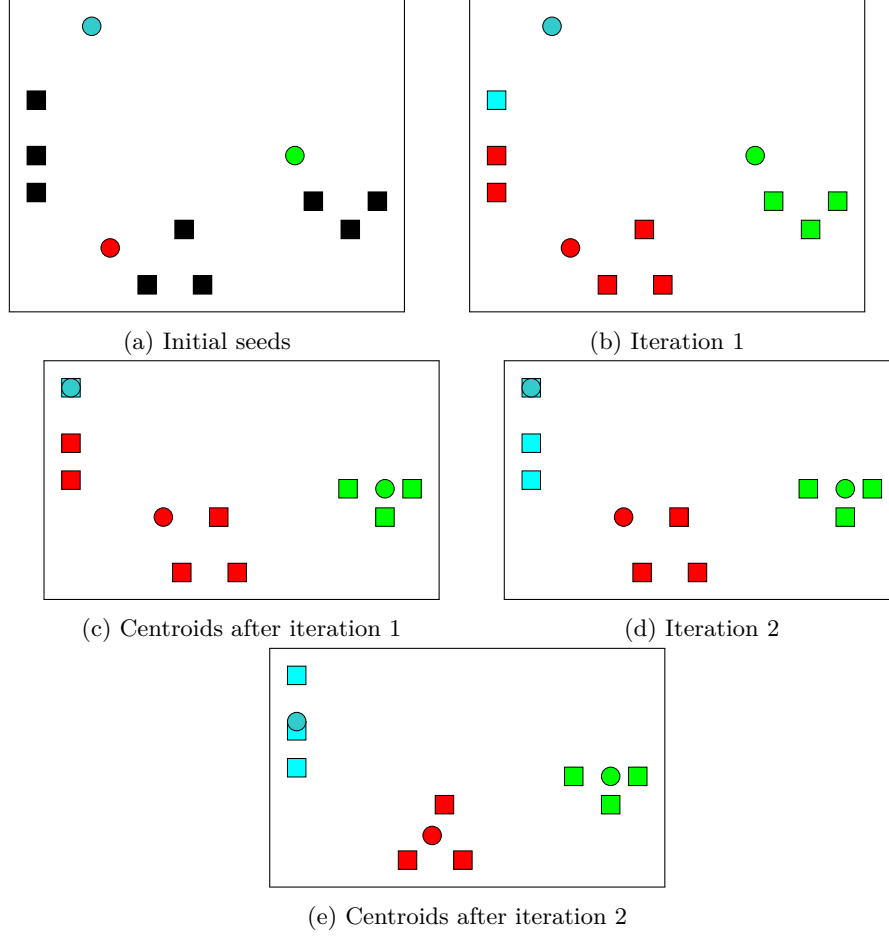 (a) Initial seeds
(b) Iteration 1
(c) Centroids after iteration 1
(d) Iteration 2
(e) Centroids after iteration 2